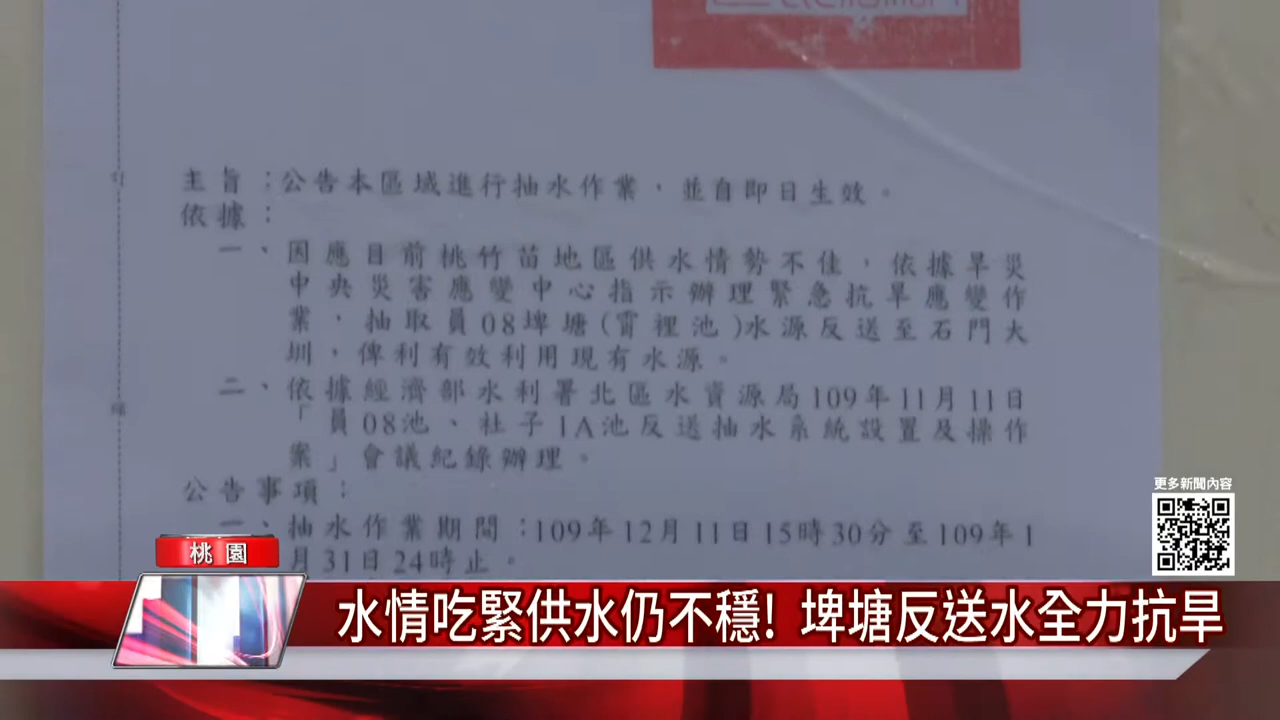 主旨：公告本區域進行抽水作業，並自即日生效。
依據：
一、因應目前桃竹苗地區供水情勢不佳，依據旱災
中央災害應變中心指示辦理緊急抗旱應變作
業，抽取員08埤塘(霄裡池)水源反送至石門大
圳，俾利有效利用現有水源。
二、依據經濟部水利署北區水資源局109年11月11日
「員08池、社子1A池反送抽水系統設置及操作
案」會議紀錄辦理。
公告事項：
一、抽水作業期間：109年12月11日15時30分至109年1
月31日24時止。
更多新聞內容
桃園
水情吃緊供水仍不穩! 埤塘反送水全力抗旱